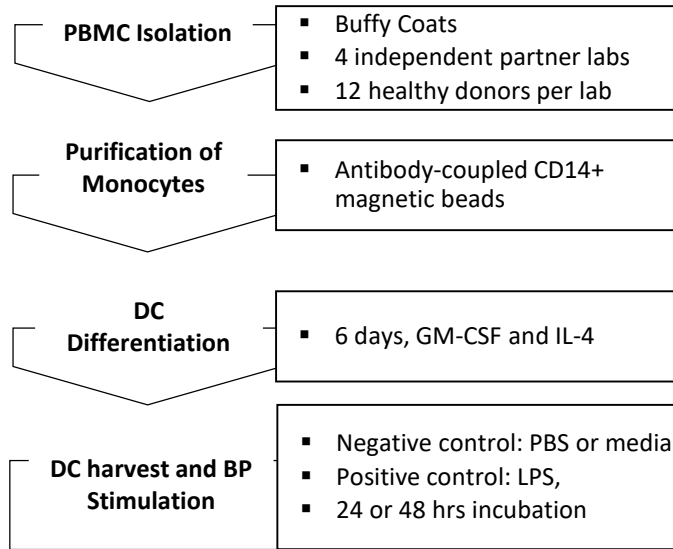 PBMC Isolation
▪ Buffy Coats
▪ 4 independent partner labs
▪ 12 healthy donors per lab
Purification of
Monocytes
▪ Antibody-coupled CD14+
magnetic beads
DC
Differentiation
▪ 6 days, GM-CSF and IL-4
DC harvest and BP
Stimulation
▪ Negative control: PBS or media
▪ Positive control: LPS,
▪ 24 or 48 hrs incubation